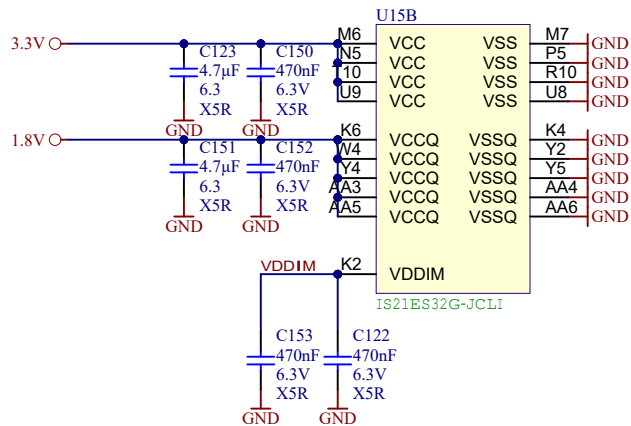 U15B
3.3V
M6 VCC VSS M7 GND
N5 VCC VSS P5 GND
T10 VCC VSS R10 GND
U9 VCC VSS U8 GND
C123
4.7µF
6.3
X5R
GND
C150
470nF
6.3V
X5R
GND
1.8V
K6 VCCQ VSSQ K4 GND
W4 VCCQ VSSQ Y2 GND
Y4 VCCQ VSSQ Y5 GND
AA3 VCCQ VSSQ AA4 GND
AA5 VCCQ VSSQ AA6 GND
C151
4.7µF
6.3
X5R
GND
C152
470nF
6.3V
X5R
GND
VDDIM K2 VDDIM
IS21ES32G-JCLI
C153
470nF
6.3V
X5R
GND
C122
470nF
6.3V
X5R
GND